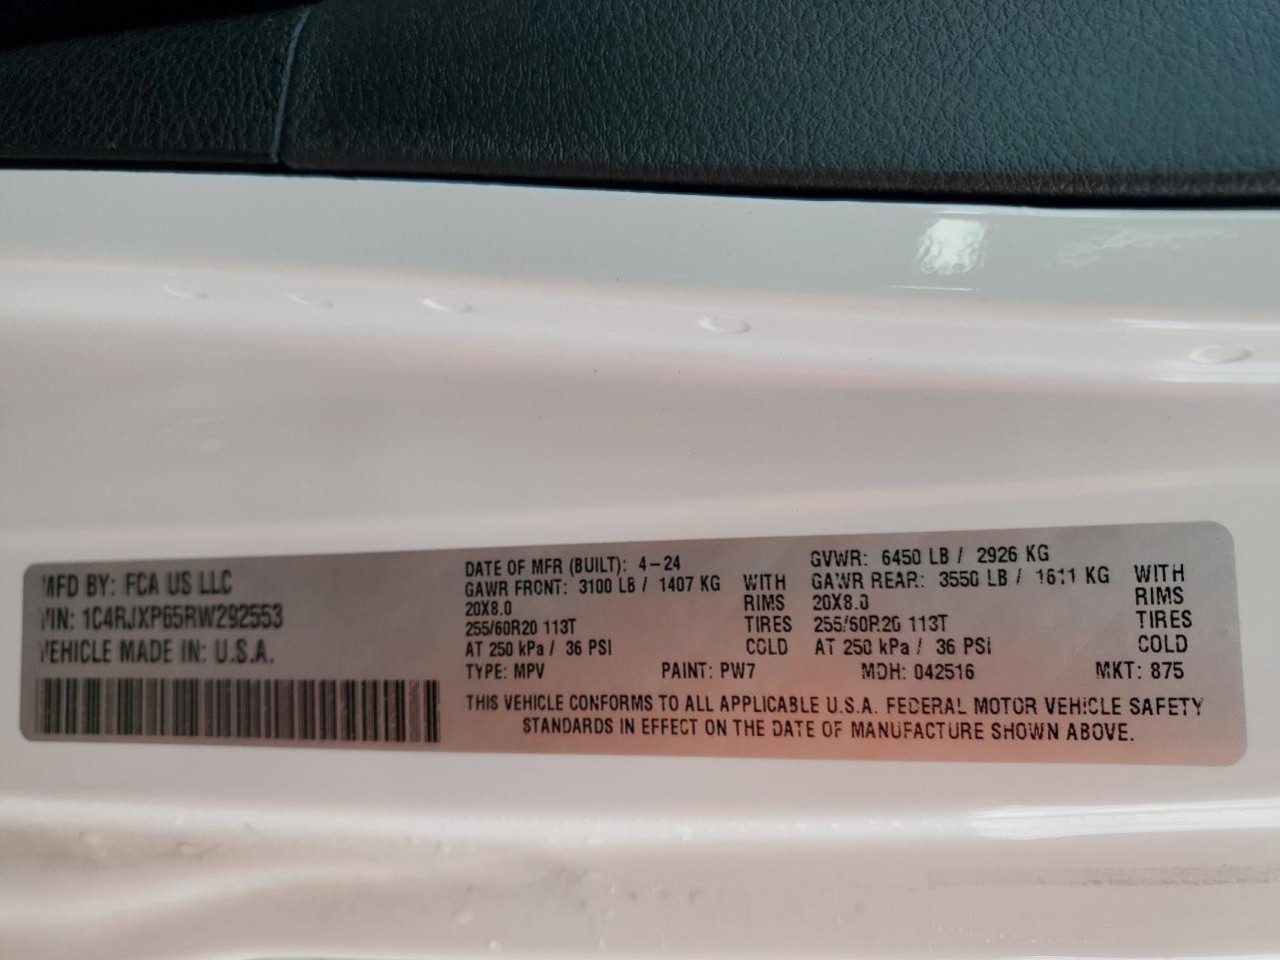 MFD BY: FCA US LLC
VIN: 1C4RJXP65RW292553
VEHICLE MADE IN: U.S.A.
DATE OF MFR (BUILT): 4-24
GAWR FRONT: 3100 LB / 1407 KG WITH
20X8.0 RIMS
255/60R20 113T TIRES
AT 250 kPa / 36 PSI COLD
GVWR: 6450 LB / 2926 KG
GAWR REAR: 3550 LB / 1611 KG WITH
20X8.0 RIMS
255/60R20 113T TIRES
AT 250 kPa / 36 PSI COLD
TYPE: MPV PAINT: PW7 MDH: 042516 MKT: 875
THIS VEHICLE CONFORMS TO ALL APPLICABLE U.S.A. FEDERAL MOTOR VEHICLE SAFETY
STANDARDS IN EFFECT ON THE DATE OF MANUFACTURE SHOWN ABOVE.